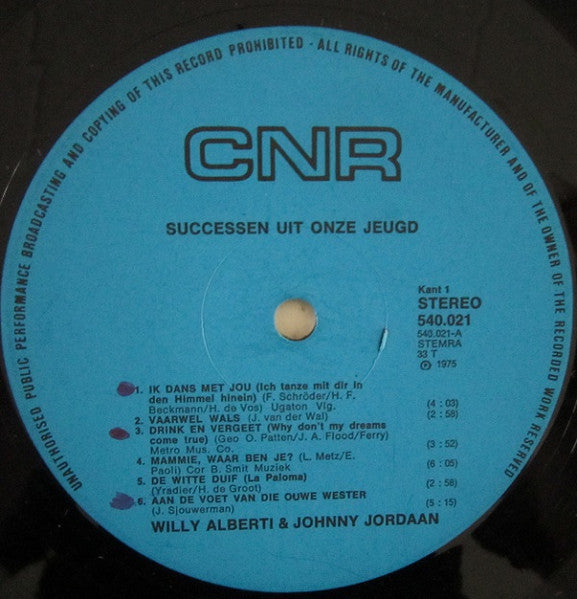 UNAUTHORISED PUBLIC PERFORMANCE BROADCASTING AND COPYING OF THIS RECORD PROHIBITED - ALL RIGHTS OF THE MANUFACTURER AND OF THE OWNER OF THE RECORDED WORK RESERVED
CNR
SUCCESSEN UIT ONZE JEUGD
Kant 1
STEREO
540.021
540.021-A
STEMRA
33 T
℗ 1975
1. IK DANS MET JOU (Ich tanze mit dir in
den Himmel hinein) (F. Schröder/H. F.
Beckmann/H. de Vos) Ugaton Vlg. (4 : 03)
2. VAARWEL WALS (J. van der Wal) (2 : 58)
3. DRINK EN VERGEET (Why don't my dreams
come true) (Geo O. Patten/J. A. Flood/Ferry)
Metro Mus. Co. (3 : 52)
4. MAMMIE, WAAR BEN JE? (L. Metz/E.
Paoli) Cor B. Smit Muziek (6 : 05)
5. DE WITTE DUIF (La Paloma)
(Yradier/H. de Groot) (2 : 58)
6. AAN DE VOET VAN DIE OUWE WESTER
(J. Sjouwerman) (5 : 15)
WILLY ALBERTI & JOHNNY JORDAAN